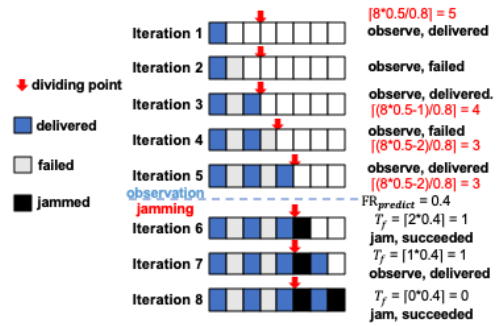 ⌈8*0.5/0.8⌉ = 5
Iteration 1
observe, delivered
Iteration 2
observe, failed
dividing point
Iteration 3
observe, delivered.
⌈(8*0.5-1)/0.8⌉ = 4
delivered
Iteration 4
observe, failed
⌈(8*0.5-2)/0.8⌉ = 3
failed
Iteration 5
observe, delivered
⌈(8*0.5-2)/0.8⌉ = 3
observation
FR_predict = 0.4
jamming
jammed
Iteration 6
T_f = ⌈2*0.4⌉ = 1
jam, succeeded
Iteration 7
T_f = ⌈1*0.4⌉ = 1
observe, delivered
Iteration 8
T_f = ⌈0*0.4⌉ = 0
jam, succeeded